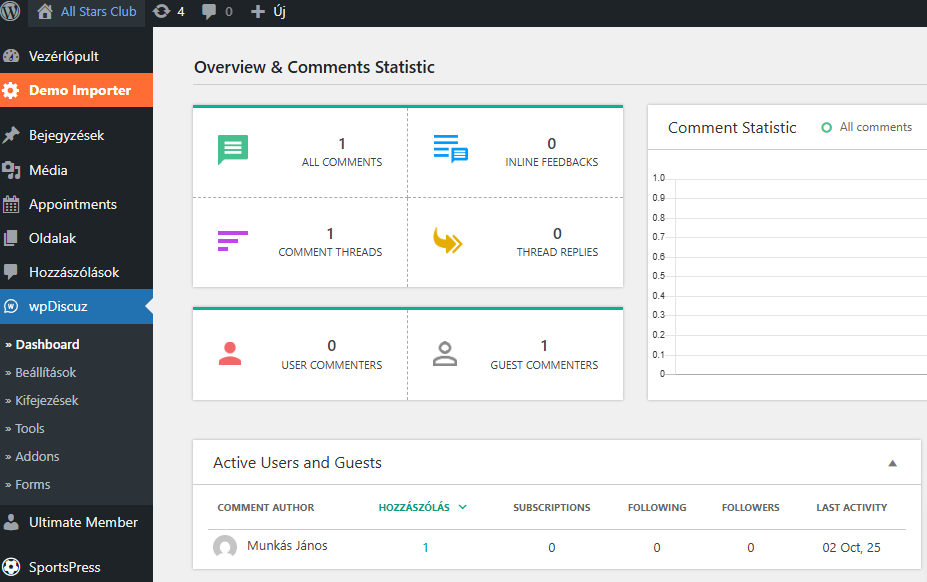 All Stars Club 4 0 Új
Vezérlőpult
Demo Importer
Bejegyzések
Média
Appointments
Oldalak
Hozzászólások
wpDiscuz
» Dashboard
» Beállítások
» Kifejezések
» Tools
» Addons
» Forms
Ultimate Member
SportsPress
Overview & Comments Statistic
1
ALL COMMENTS
0
INLINE FEEDBACKS
1
COMMENT THREADS
0
THREAD REPLIES
0
USER COMMENTERS
1
GUEST COMMENTERS
Comment Statistic All comments
1.0
0.9
0.8
0.7
0.6
0.5
0.4
0.3
0.2
0.1
0
Active Users and Guests
COMMENT AUTHOR HOZZÁSZÓLÁS SUBSCRIPTIONS FOLLOWING FOLLOWERS LAST ACTIVITY
Munkás János 1 0 0 0 02 Oct, 25